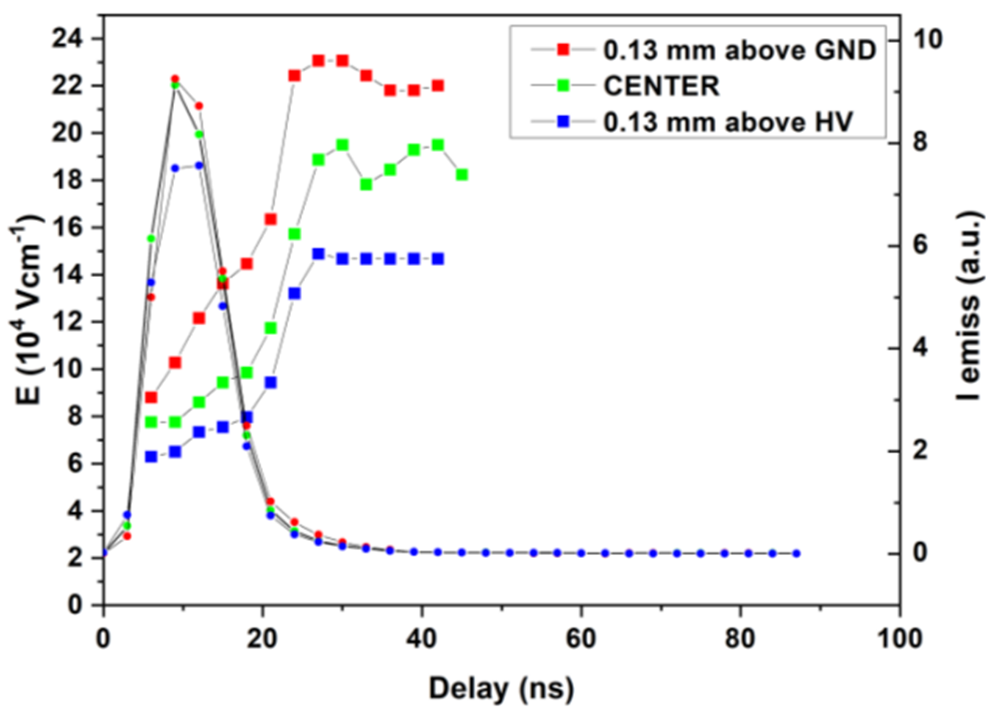 24
22
20
18
16
14
12
10
8
6
4
2
0
E (10⁴ Vcm⁻¹)
0.13 mm above GND
CENTER
0.13 mm above HV
10
8
6
4
2
0
I emiss (a.u.)
0 20 40 60 80 100
Delay (ns)